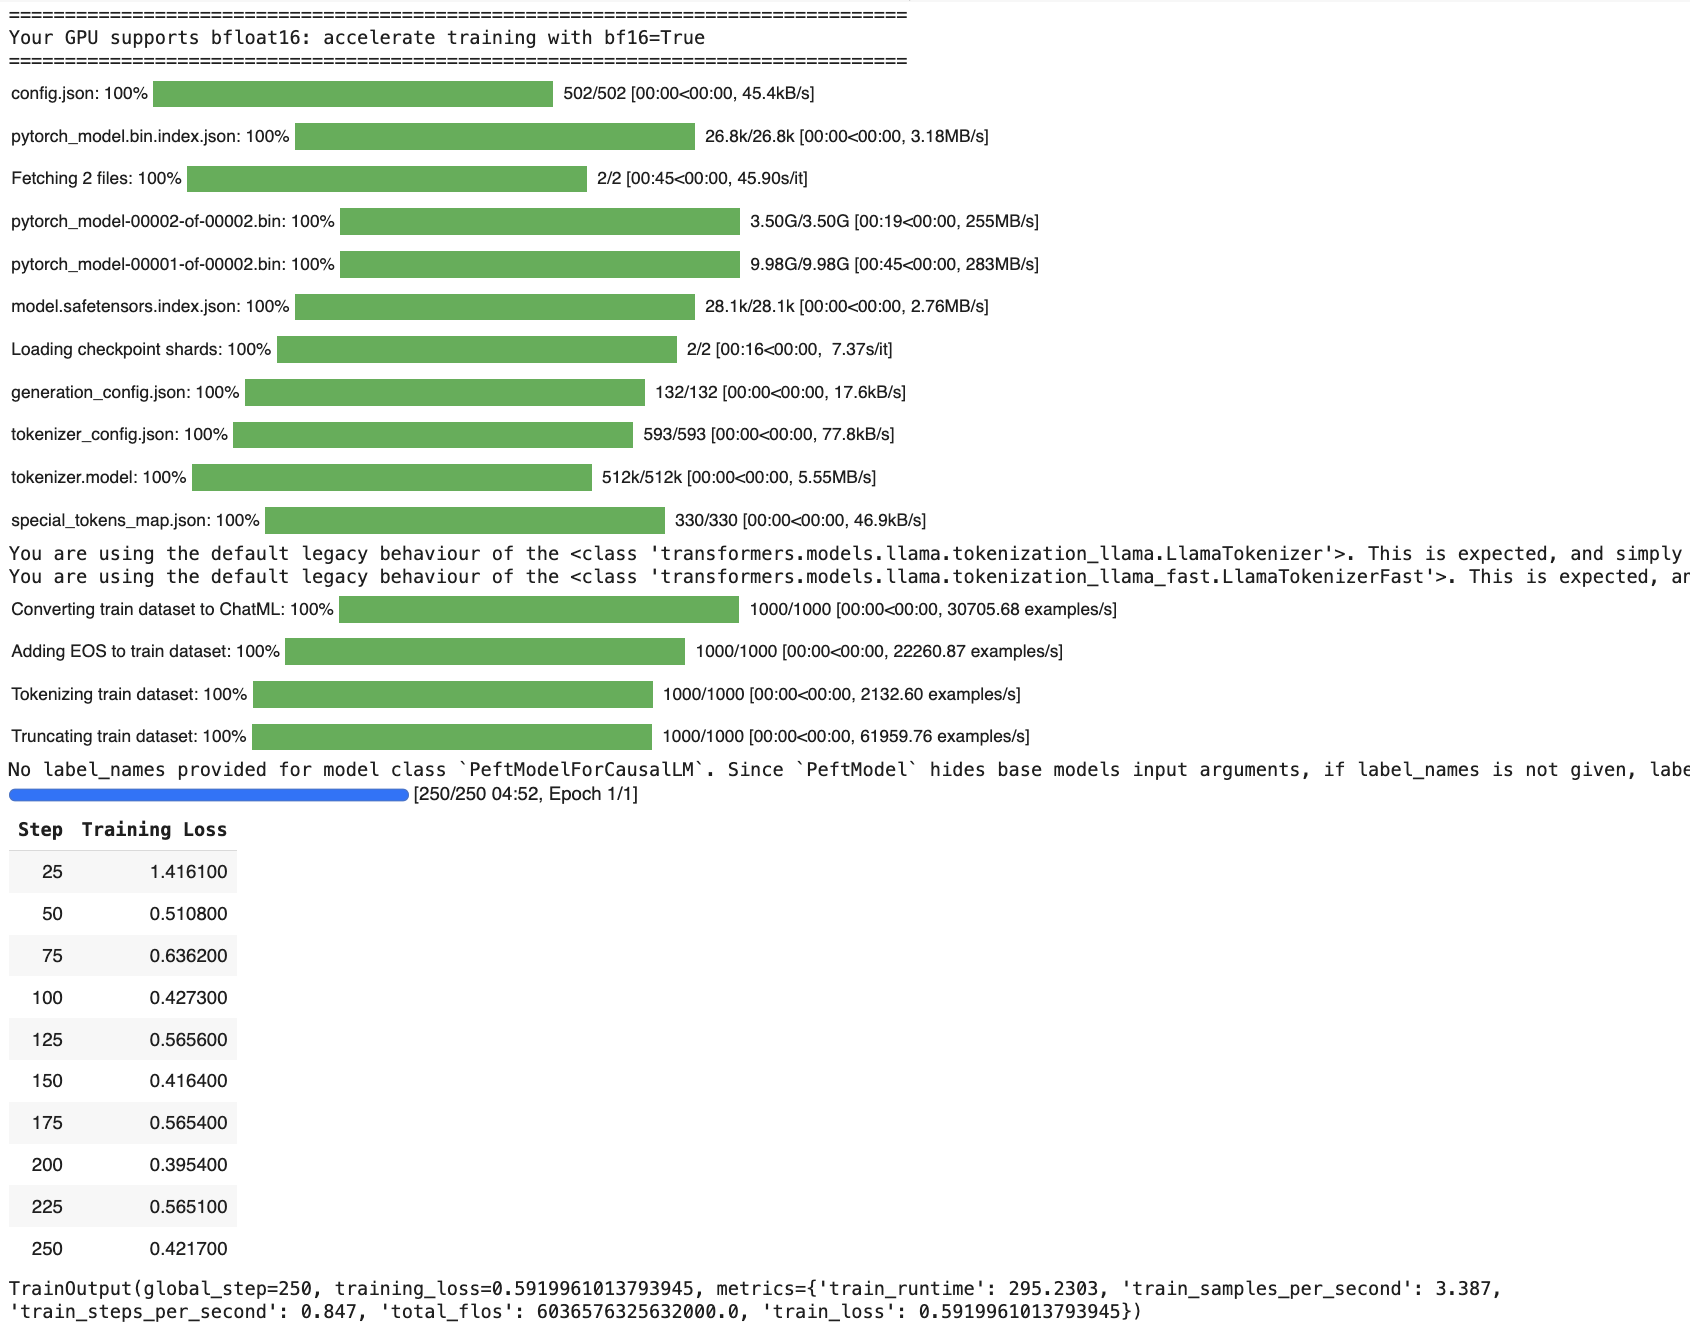 ================================================================================
Your GPU supports bfloat16: accelerate training with bf16=True
================================================================================
config.json: 100% 502/502 [00:00<00:00, 45.4kB/s]
pytorch_model.bin.index.json: 100% 26.8k/26.8k [00:00<00:00, 3.18MB/s]
Fetching 2 files: 100% 2/2 [00:45<00:00, 45.90s/it]
pytorch_model-00002-of-00002.bin: 100% 3.50G/3.50G [00:19<00:00, 255MB/s]
pytorch_model-00001-of-00002.bin: 100% 9.98G/9.98G [00:45<00:00, 283MB/s]
model.safetensors.index.json: 100% 28.1k/28.1k [00:00<00:00, 2.76MB/s]
Loading checkpoint shards: 100% 2/2 [00:16<00:00, 7.37s/it]
generation_config.json: 100% 132/132 [00:00<00:00, 17.6kB/s]
tokenizer_config.json: 100% 593/593 [00:00<00:00, 77.8kB/s]
tokenizer.model: 100% 512k/512k [00:00<00:00, 5.55MB/s]
special_tokens_map.json: 100% 330/330 [00:00<00:00, 46.9kB/s]
You are using the default legacy behaviour of the <class 'transformers.models.llama.tokenization_llama.LlamaTokenizer'>. This is expected, and simply
You are using the default legacy behaviour of the <class 'transformers.models.llama.tokenization_llama_fast.LlamaTokenizerFast'>. This is expected, an
Converting train dataset to ChatML: 100% 1000/1000 [00:00<00:00, 30705.68 examples/s]
Adding EOS to train dataset: 100% 1000/1000 [00:00<00:00, 22260.87 examples/s]
Tokenizing train dataset: 100% 1000/1000 [00:00<00:00, 2132.60 examples/s]
Truncating train dataset: 100% 1000/1000 [00:00<00:00, 61959.76 examples/s]
No label_names provided for model class `PeftModelForCausalLM`. Since `PeftModel` hides base models input arguments, if label_names is not given, labe
[250/250 04:52, Epoch 1/1]
Step Training Loss
25 1.416100
50 0.510800
75 0.636200
100 0.427300
125 0.565600
150 0.416400
175 0.565400
200 0.395400
225 0.565100
250 0.421700
TrainOutput(global_step=250, training_loss=0.5919961013793945, metrics={'train_runtime': 295.2303, 'train_samples_per_second': 3.387,
'train_steps_per_second': 0.847, 'total_flos': 6036576325632000.0, 'train_loss': 0.5919961013793945})